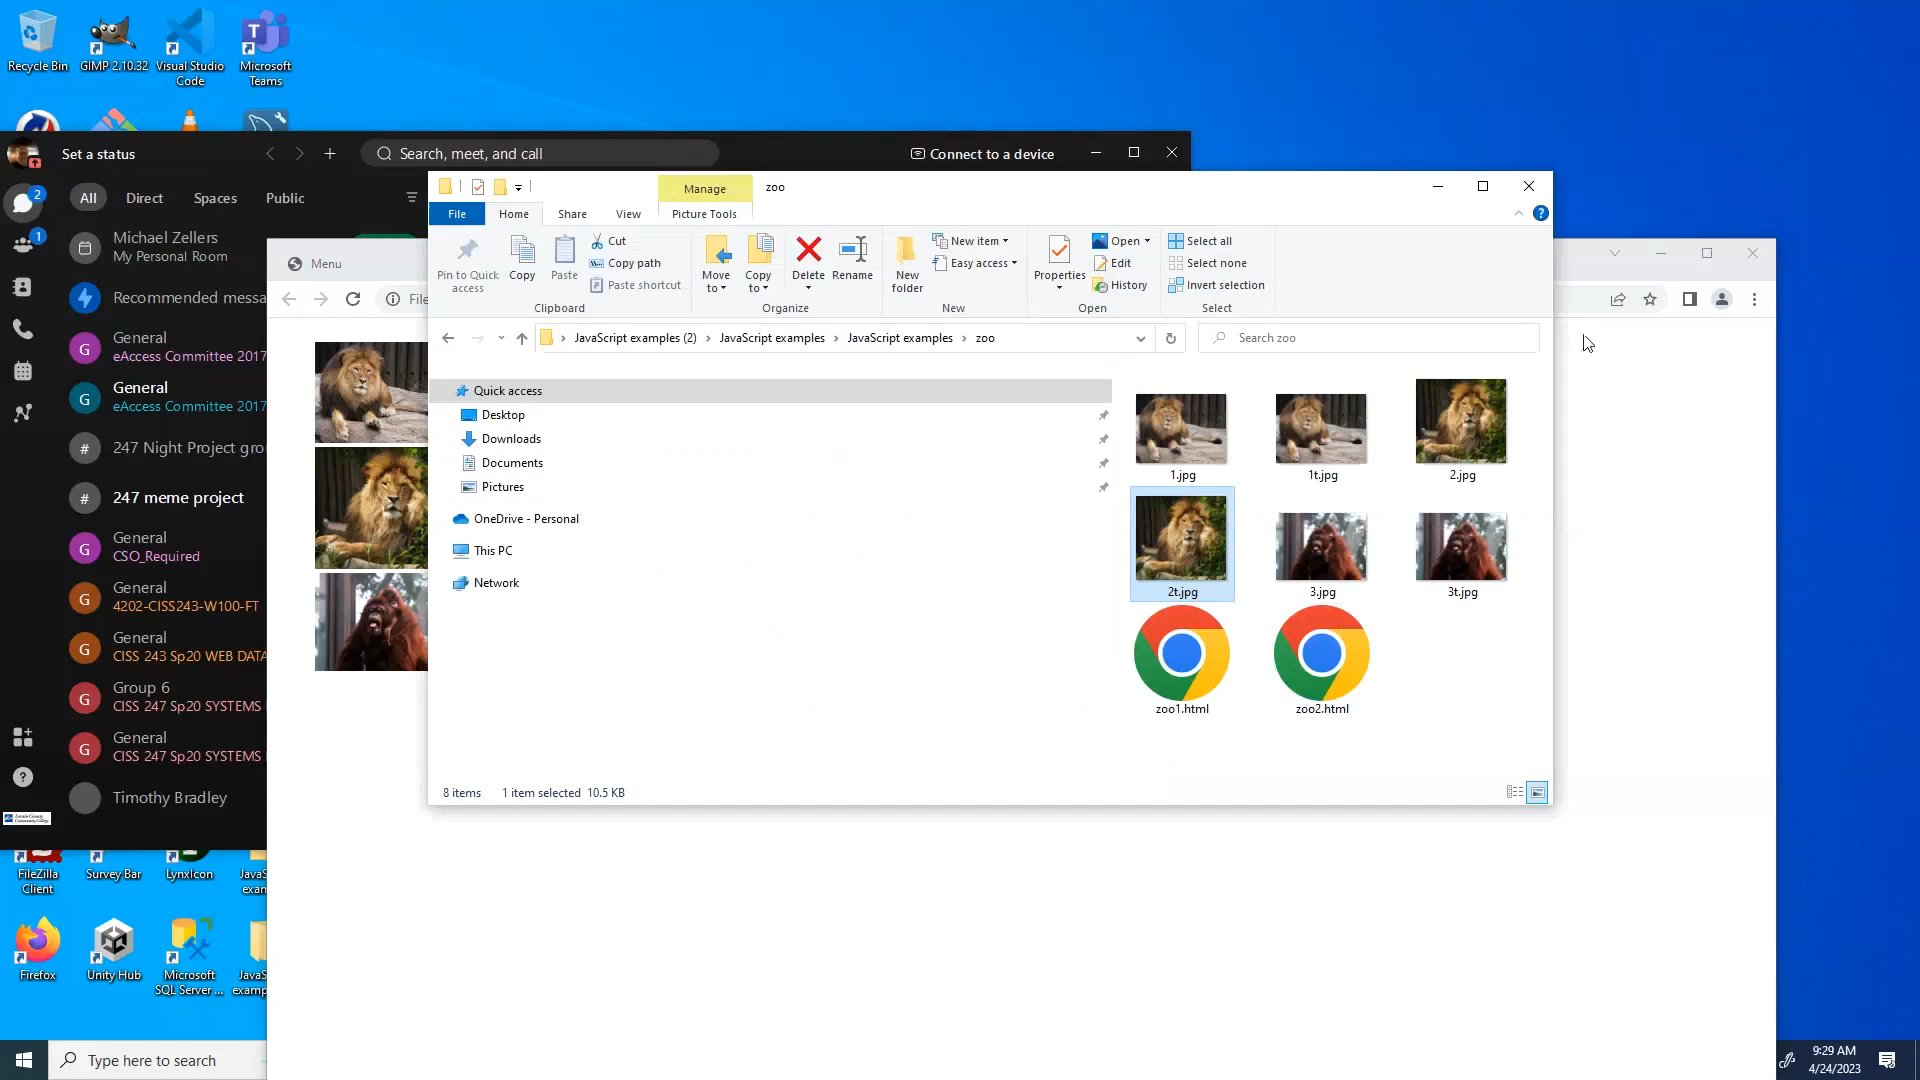 Recycle Bin
GIMP 2.10.32
Visual Studio
Code
Microsoft
Teams
Set a status
Search, meet, and call
Connect to a device
2
All
Direct
Spaces
Public
1
Michael Zellers
My Personal Room
Recommended messa
G
General
eAccess Committee 2017
G
General
eAccess Committee 2017
#
247 Night Project gro
#
247 meme project
G
General
CSO_Required
G
General
4202-CISS243-W100-FT
G
General
CISS 243 Sp20 WEB DATA
G
Group 6
CISS 247 Sp20 SYSTEMS
G
General
CISS 247 Sp20 SYSTEMS
Timothy Bradley
Menu
File
Manage
zoo
File
Home
Share
View
Picture Tools
Pin to Quick
access
Copy
Paste
Cut
Copy path
Paste shortcut
Clipboard
Move
to
Copy
to
Delete
Rename
Organize
New
folder
New item
Easy access
New
Properties
Open
Edit
History
Open
Select all
Select none
Invert selection
Select
JavaScript examples (2)
JavaScript examples
JavaScript examples
zoo
Search zoo
Quick access
Desktop
Downloads
Documents
Pictures
OneDrive - Personal
This PC
Network
1.jpg
1t.jpg
2.jpg
2t.jpg
3.jpg
3t.jpg
zoo1.html
zoo2.html
8 items
1 item selected 10.5 KB
FileZilla
Client
Survey Bar
LynxIcon
JavaS
exam
Firefox
Unity Hub
Microsoft
SQL Server ...
JavaS
examp
Type here to search
9:29 AM
4/24/2023